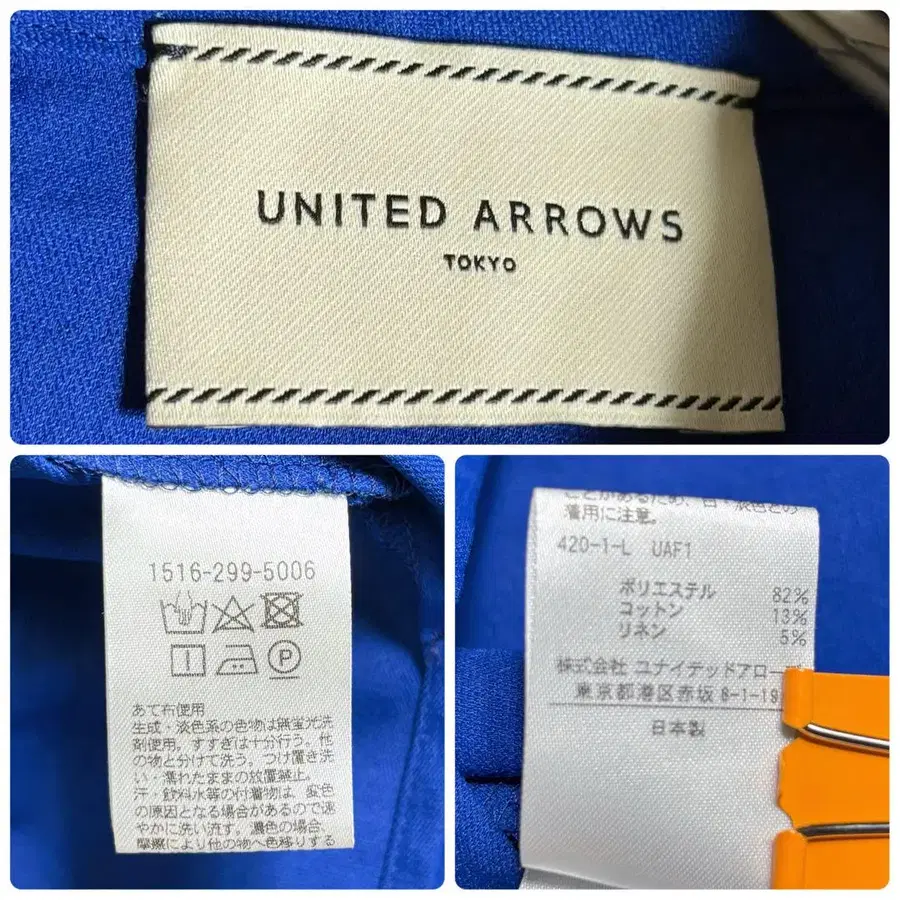 UNITED ARROWS
TOKYO
1516-299-5006
P
あて布使用
生成・淡色系の色物は無蛍光洗
剤使用。すすぎは十分行う。他
の物と分けて洗う。つけ置き洗
い・濡れたままの放置禁止。
汗・飲料水等の付着物は、変色
の原因となる場合があるので速
やかに洗い流す。濃色の場合、
摩擦により他の物へ色移りする
ことがあるため、白・淡色との
着用に注意。
420-1-L UAF1
ポリエステル 82%
コットン 13%
リネン 5%
株式会社 ユナイテッドアロー
東京都港区赤坂 8-1-19
日本製